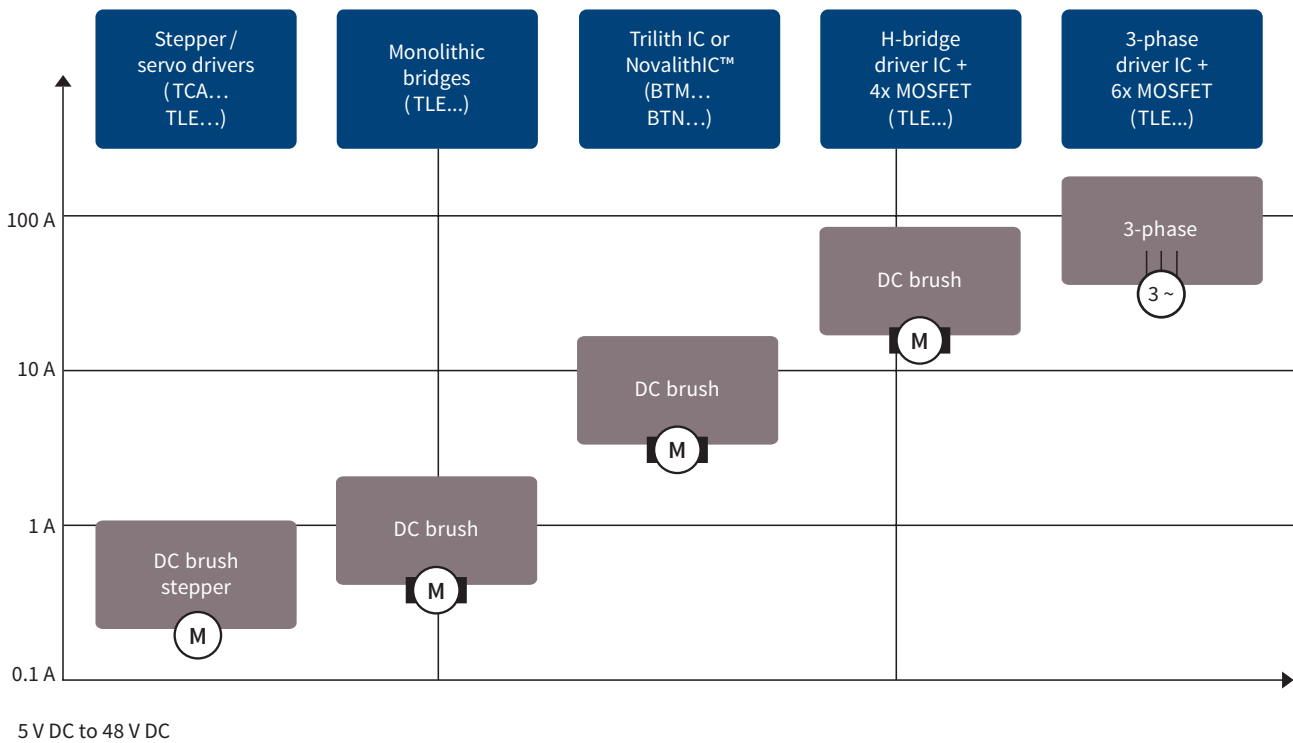 Stepper /
servo drivers
(TCA…
TLE…)
Monolithic
bridges
(TLE...)
Trilith IC or
NovalithIC™
(BTM…
BTN…)
H-bridge
driver IC +
4x MOSFET
(TLE...)
3-phase
driver IC +
6x MOSFET
(TLE...)
100 A
3-phase
3 ~
DC brush
M
10 A
DC brush
M
1 A
DC brush
M
DC brush
stepper
M
0.1 A
5 V DC to 48 V DC